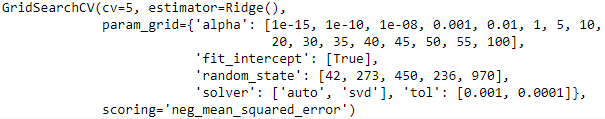 GridSearchCV(cv=5, estimator=Ridge(),
param_grid={'alpha': [1e-15, 1e-10, 1e-08, 0.001, 0.01, 1, 5, 10,
20, 30, 35, 40, 45, 50, 55, 100],
'fit_intercept': [True],
'random_state': [42, 273, 450, 236, 970],
'solver': ['auto', 'svd'], 'tol': [0.001, 0.0001]},
scoring='neg_mean_squared_error')